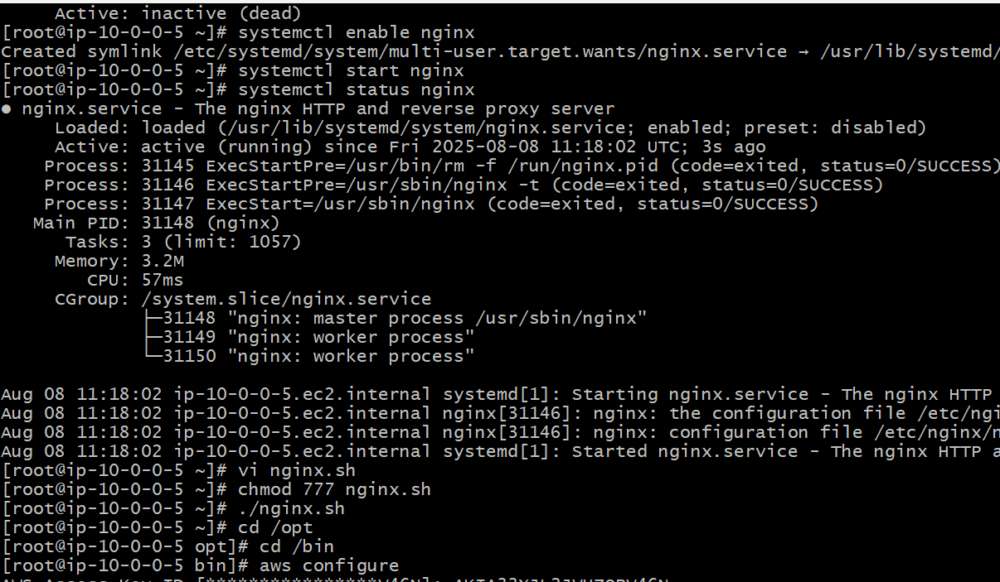 Active: inactive (dead)
[root@ip-10-0-0-5 ~]# systemctl enable nginx
Created symlink /etc/systemd/system/multi-user.target.wants/nginx.service → /usr/lib/systemd/
[root@ip-10-0-0-5 ~]# systemctl start nginx
[root@ip-10-0-0-5 ~]# systemctl status nginx
● nginx.service - The nginx HTTP and reverse proxy server
Loaded: loaded (/usr/lib/systemd/system/nginx.service; enabled; preset: disabled)
Active: active (running) since Fri 2025-08-08 11:18:02 UTC; 3s ago
Process: 31145 ExecStartPre=/usr/bin/rm -f /run/nginx.pid (code=exited, status=0/SUCCESS)
Process: 31146 ExecStartPre=/usr/sbin/nginx -t (code=exited, status=0/SUCCESS)
Process: 31147 ExecStart=/usr/sbin/nginx (code=exited, status=0/SUCCESS)
Main PID: 31148 (nginx)
Tasks: 3 (limit: 1057)
Memory: 3.2M
CPU: 57ms
CGroup: /system.slice/nginx.service
├─31148 "nginx: master process /usr/sbin/nginx"
├─31149 "nginx: worker process"
└─31150 "nginx: worker process"
Aug 08 11:18:02 ip-10-0-0-5.ec2.internal systemd[1]: Starting nginx.service - The nginx HTTP
Aug 08 11:18:02 ip-10-0-0-5.ec2.internal nginx[31146]: nginx: the configuration file /etc/ngi
Aug 08 11:18:02 ip-10-0-0-5.ec2.internal nginx[31146]: nginx: configuration file /etc/nginx/n
Aug 08 11:18:02 ip-10-0-0-5.ec2.internal systemd[1]: Started nginx.service - The nginx HTTP a
[root@ip-10-0-0-5 ~]# vi nginx.sh
[root@ip-10-0-0-5 ~]# chmod 777 nginx.sh
[root@ip-10-0-0-5 ~]# ./nginx.sh
[root@ip-10-0-0-5 ~]# cd /opt
[root@ip-10-0-0-5 opt]# cd /bin
[root@ip-10-0-0-5 bin]# aws configure
AWS Access Key ID